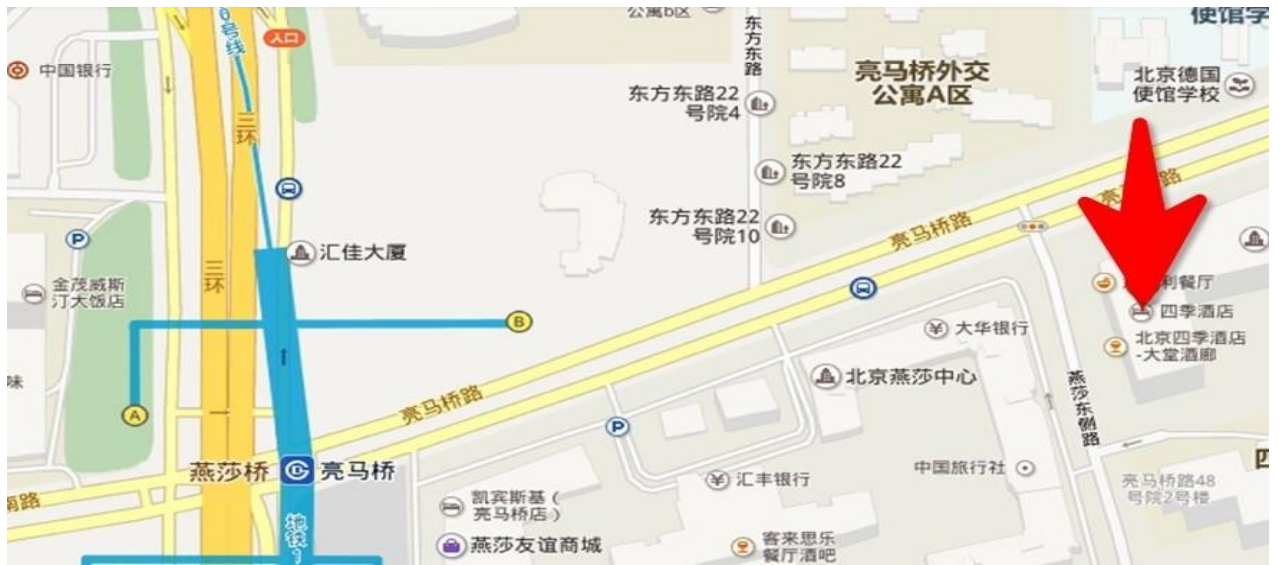 公寓B区
使馆学
0号线
入口
中国银行
东
方
东
路
亮马桥外交
公寓A区
北京德国
使馆学校
东方东路22
号院4
三
环
东方东路22
号院8
亮马桥路
东方东路22
号院10
亮马桥路
P
汇佳大厦
三
环
金茂威斯
汀大饭店
利餐厅
四季酒店
B
大华银行
北京四季酒店
-大堂酒廊
味
北京燕莎中心
燕
莎
东
侧
路
A
亮马桥路
P
燕莎桥
亮马桥
汇丰银行
中国旅行社
四
亮马桥路48
号院2号楼
南路
凯宾斯基(
亮马桥店)
地
铁
1
燕莎友谊商城
客来思乐
餐厅酒吧